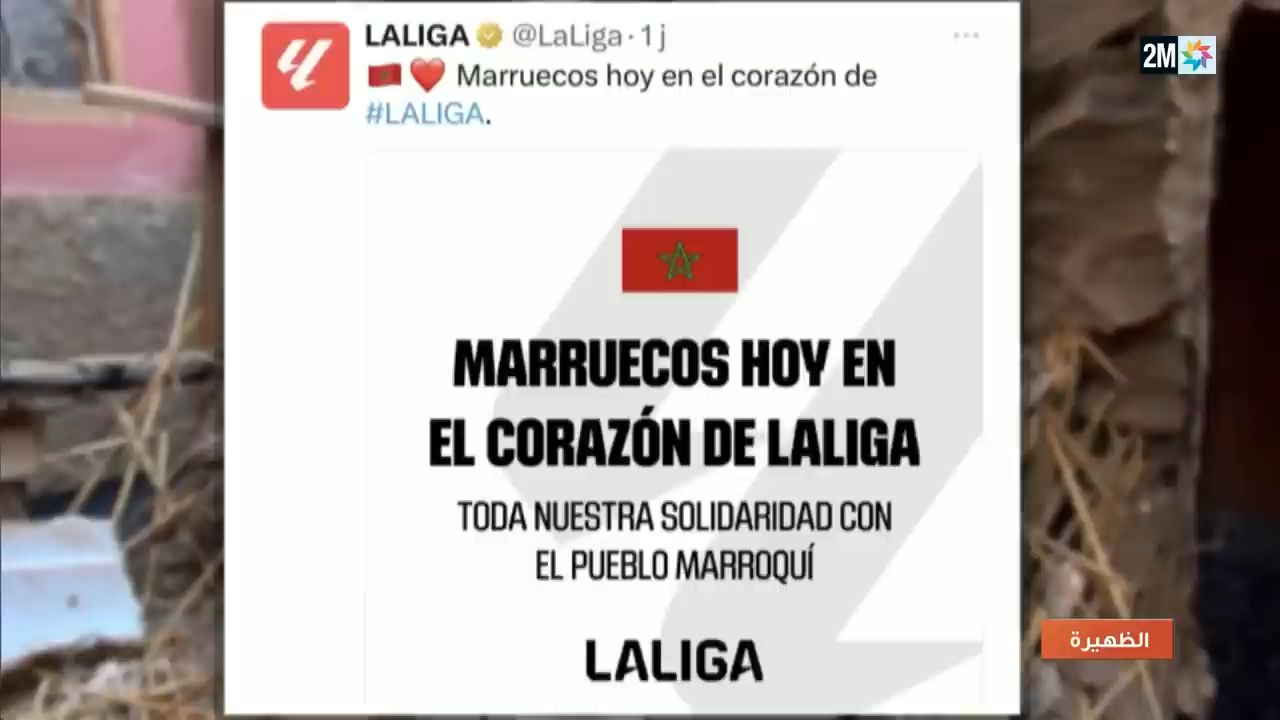 LALIGA @LaLiga · 1 j
2M
🇲🇦❤️ Marruecos hoy en el corazón de
#LALIGA.
MARRUECOS HOY EN
EL CORAZÓN DE LALIGA
TODA NUESTRA SOLIDARIDAD CON
EL PUEBLO MARROQUÍ
الظهيرة
LALIGA